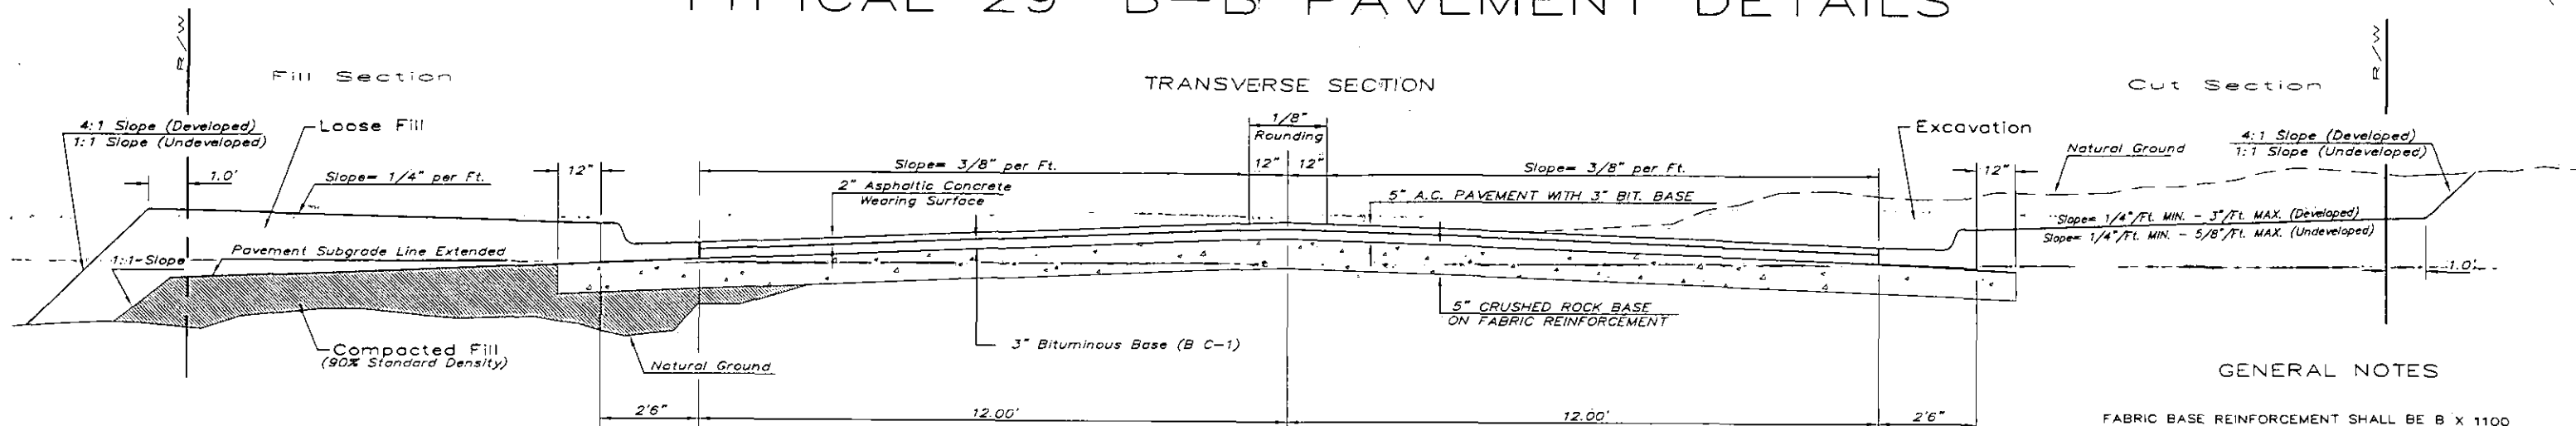 TYPICAL 29' B-B PAVEMENT DETAILS
R/W
R/W
Fill Section
TRANSVERSE SECTION
Cut Section
4:1 Slope (Developed)
1:1 Slope (Undeveloped)
Loose Fill
1/8"
Rounding
Excavation
4:1 Slope (Developed)
1:1 Slope (Undeveloped)
Natural Ground
1.0'
Slope= 1/4" per Ft.
12"
Slope= 3/8" per Ft.
12"
12"
Slope= 3/8" per Ft.
12"
2" Asphaltic Concrete
Wearing Surface
5" A.C. PAVEMENT WITH 3" BIT. BASE
Slope= 1/4"/Ft. MIN. - 3"/Ft. MAX. (Developed)
Slope= 1/4"/Ft. MIN. - 5/8"/Ft. MAX. (Undeveloped)
Pavement Subgrade Line Extended
1:1-Slope
1.0'
5" CRUSHED ROCK BASE
ON FABRIC REINFORCEMENT
Compacted Fill
(90% Standard Density)
3" Bituminous Base (B C-1)
Natural Ground
GENERAL NOTES
2'6"
12.00'
12.00'
2'6"
FABRIC BASE REINFORCEMENT SHALL BE B X 1100